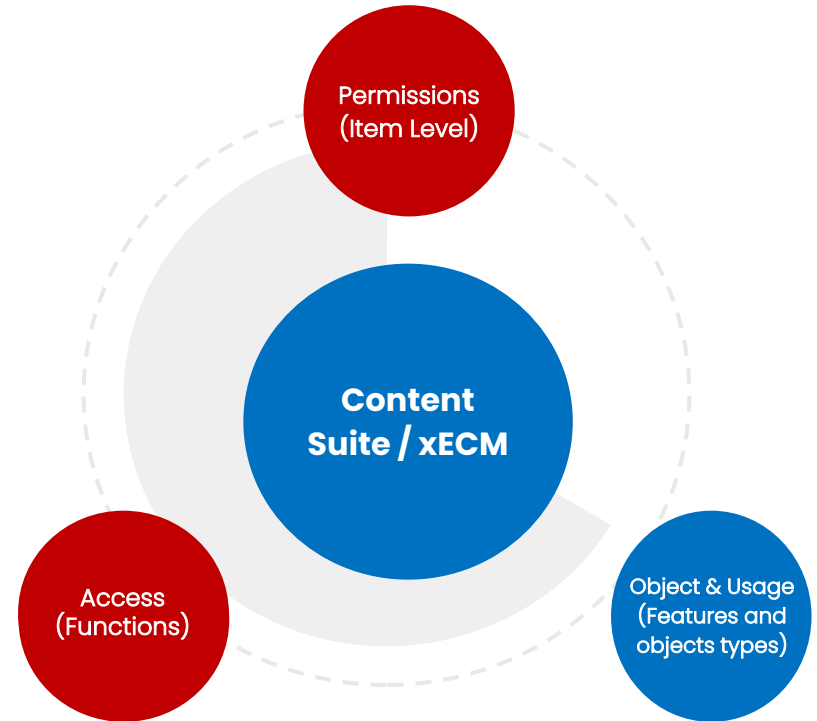 Permissions
(Item Level)
Content
Suite / xECM
Access
(Functions)
Object & Usage
(Features and
objects types)